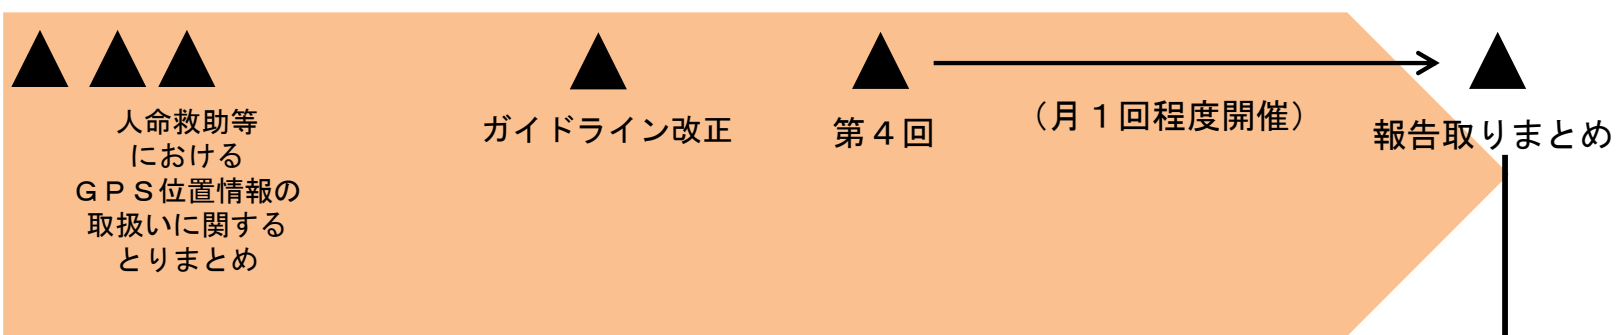 人命救助等
における
ＧＰＳ位置情報の
取扱いに関する
とりまとめ
ガイドライン改正
第４回
（月１回程度開催）
報告取りまとめ